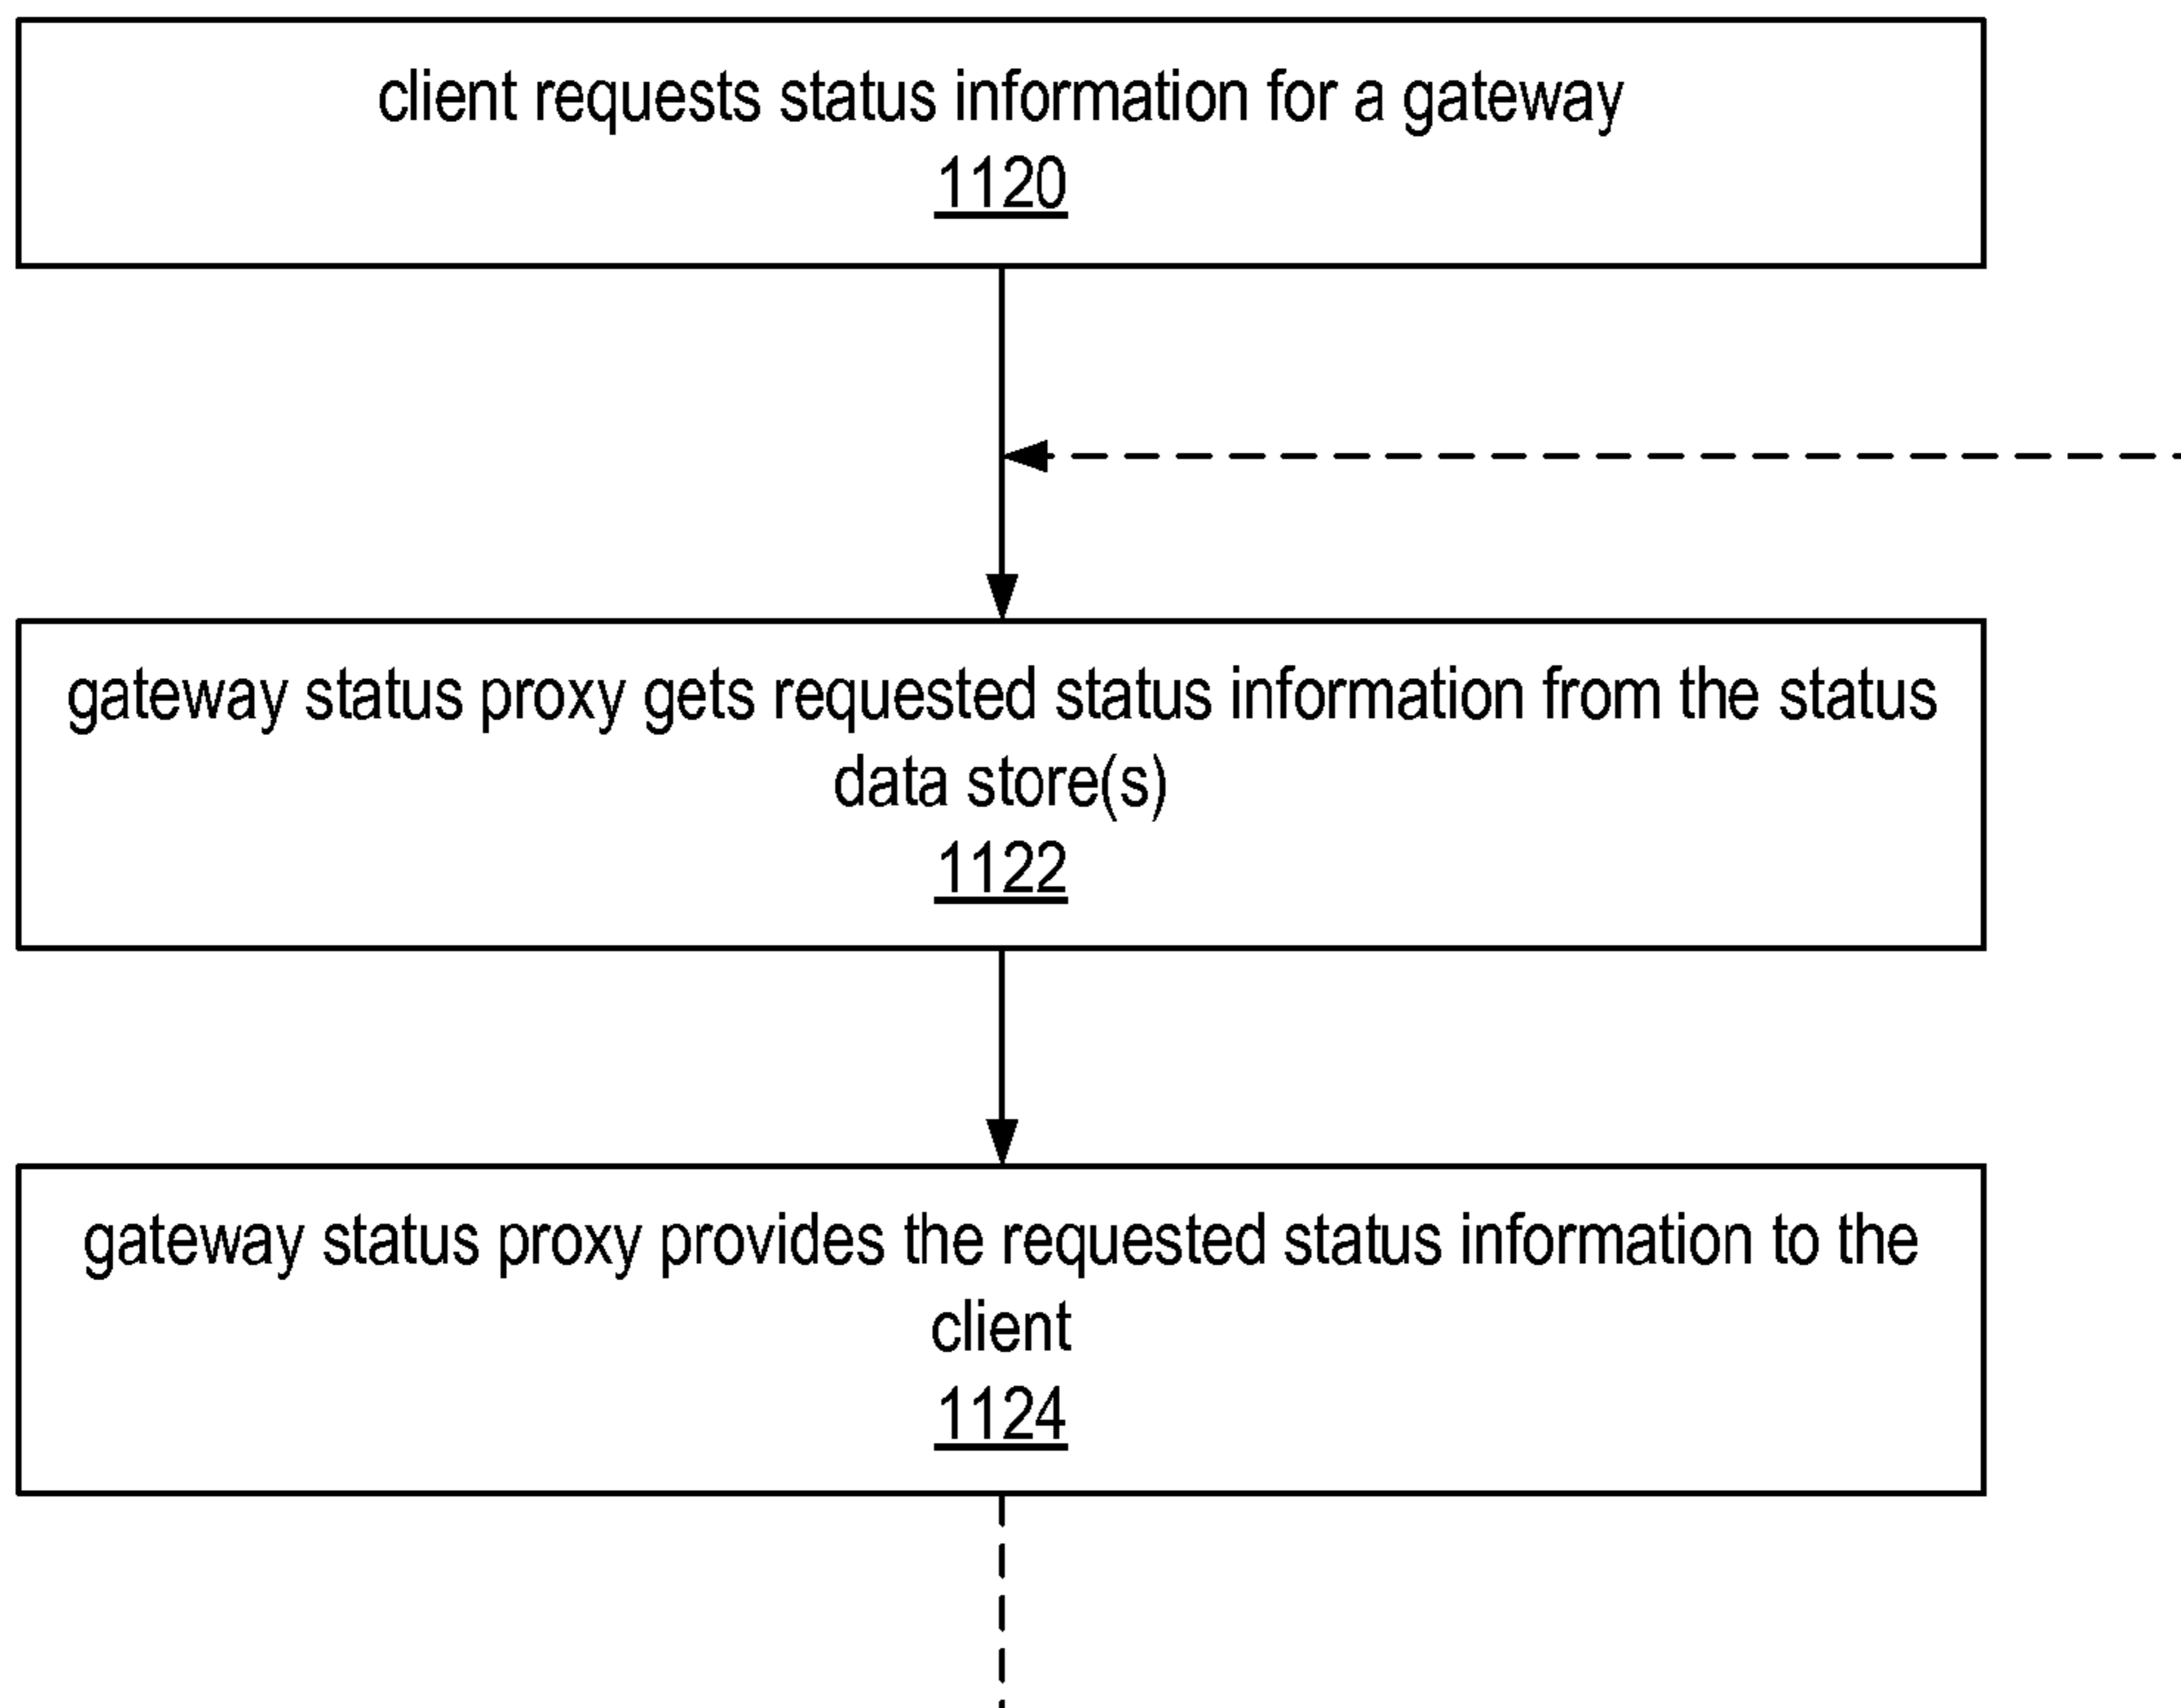 client requests status information for a gateway
1120
gateway status proxy gets requested status information from the status
data store(s)
1122
gateway status proxy provides the requested status information to the
client
1124